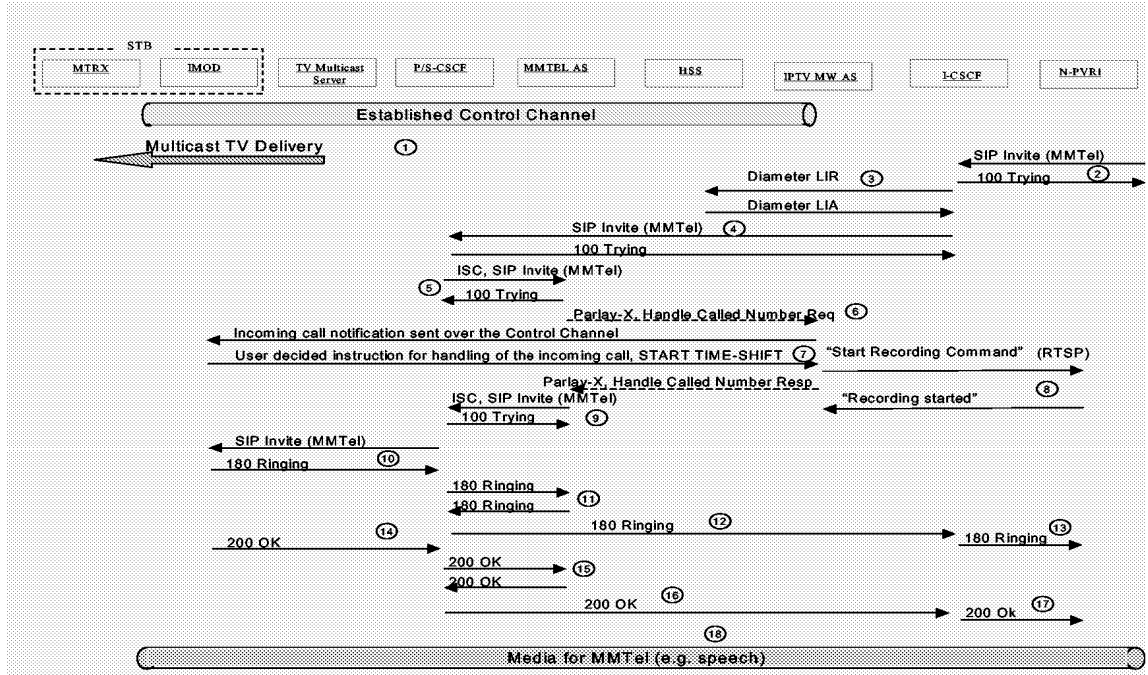 STB
MTRX IMOD TV Multicast Server P/S-CSCF MMTEL AS HSS IPTV MW AS I-CSCF N-PVR1
Established Control Channel
Multicast TV Delivery 1
SIP Invite (MMTel)
100 Trying 2
Diameter LIR 3
Diameter LIA
SIP Invite (MMTel) 4
100 Trying
ISC, SIP Invite (MMTel)
5 100 Trying
Parlay-X, Handle Called Number Req 6
Incoming call notification sent over the Control Channel
User decided instruction for handling of the incoming call, START TIME-SHIFT 7 "Start Recording Command" (RTSP)
Parlay-X, Handle Called Number Resp 8
ISC, SIP Invite (MMTel) "Recording started"
100 Trying 9
SIP Invite (MMTel)
180 Ringing 10
180 Ringing
180 Ringing 11
180 Ringing 12
180 Ringing 13
200 OK 14
200 OK 15
200 OK
200 OK 16
200 Ok 17
18
Media for MMTel (e.g. speech)